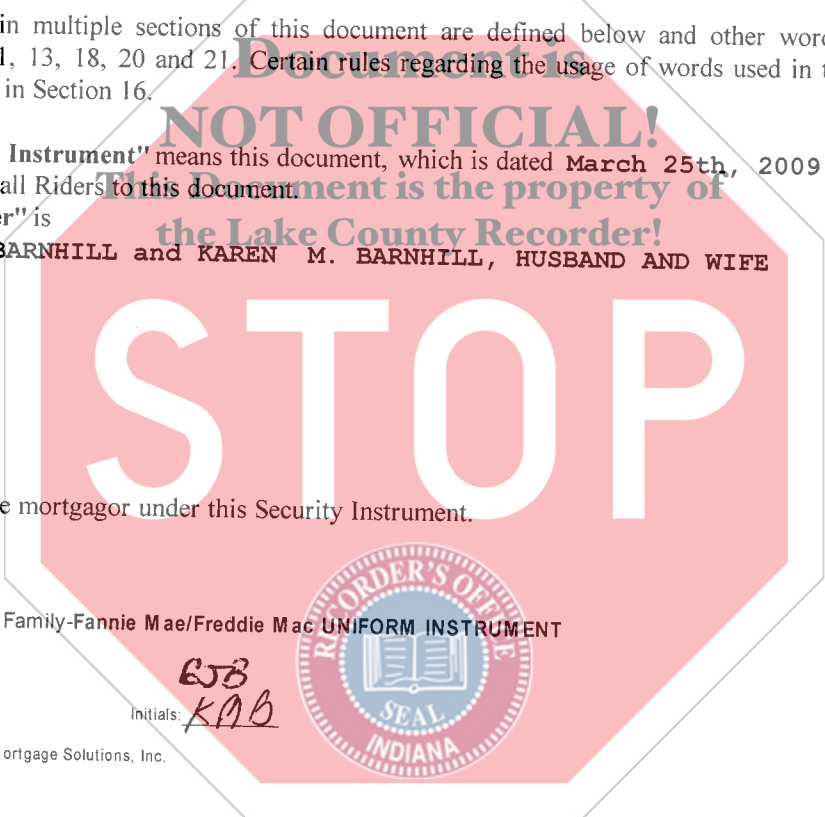 in multiple sections of this document are defined below and other
13, 18, 20 and 21. Certain rules regarding the usage of words used in
Document is
in Section 16.
NOT OFFICIAL!
Instrument" means this document, which is dated March 25th, 2009
all Riders to this document.
This Document is the property of
er" is
the Lake County Recorder!
BARNHILL and KAREN M. BARNHILL, HUSBAND AND WIFE
STOP
e mortgagor under this Security Instrument.
RECORDER'S OFFICE
Family-Fannie Mae/Freddie Mac UNIFORM INSTRUMENT
EJB
Initials: KMB
SEAL
INDIANA
ortgage Solutions, Inc.